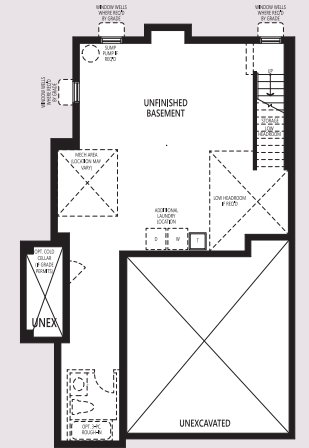 WINDOW WELLS
WHERE REQ'D
BY GRADE
WINDOW WELLS
WHERE REQ'D
BY GRADE
SUMP
PUMP IF
REQ'D
WINDOW WELLS
WHERE REQ'D
BY GRADE
UP
UNFINISHED
BASEMENT
STORAGE
LOW
HEADROOM
MECH AREA
(LOCATION MAY
VARY)
LOW HEADROOM
IF REQ'D
ADDITIONAL
LAUNDRY
LOCATION
D
W
T
OPT. COLD
CELLAR
(IF GRADE
PERMITS)
UNEX
UNEXCAVATED
OPT. 3-PC.
ROUGH-IN